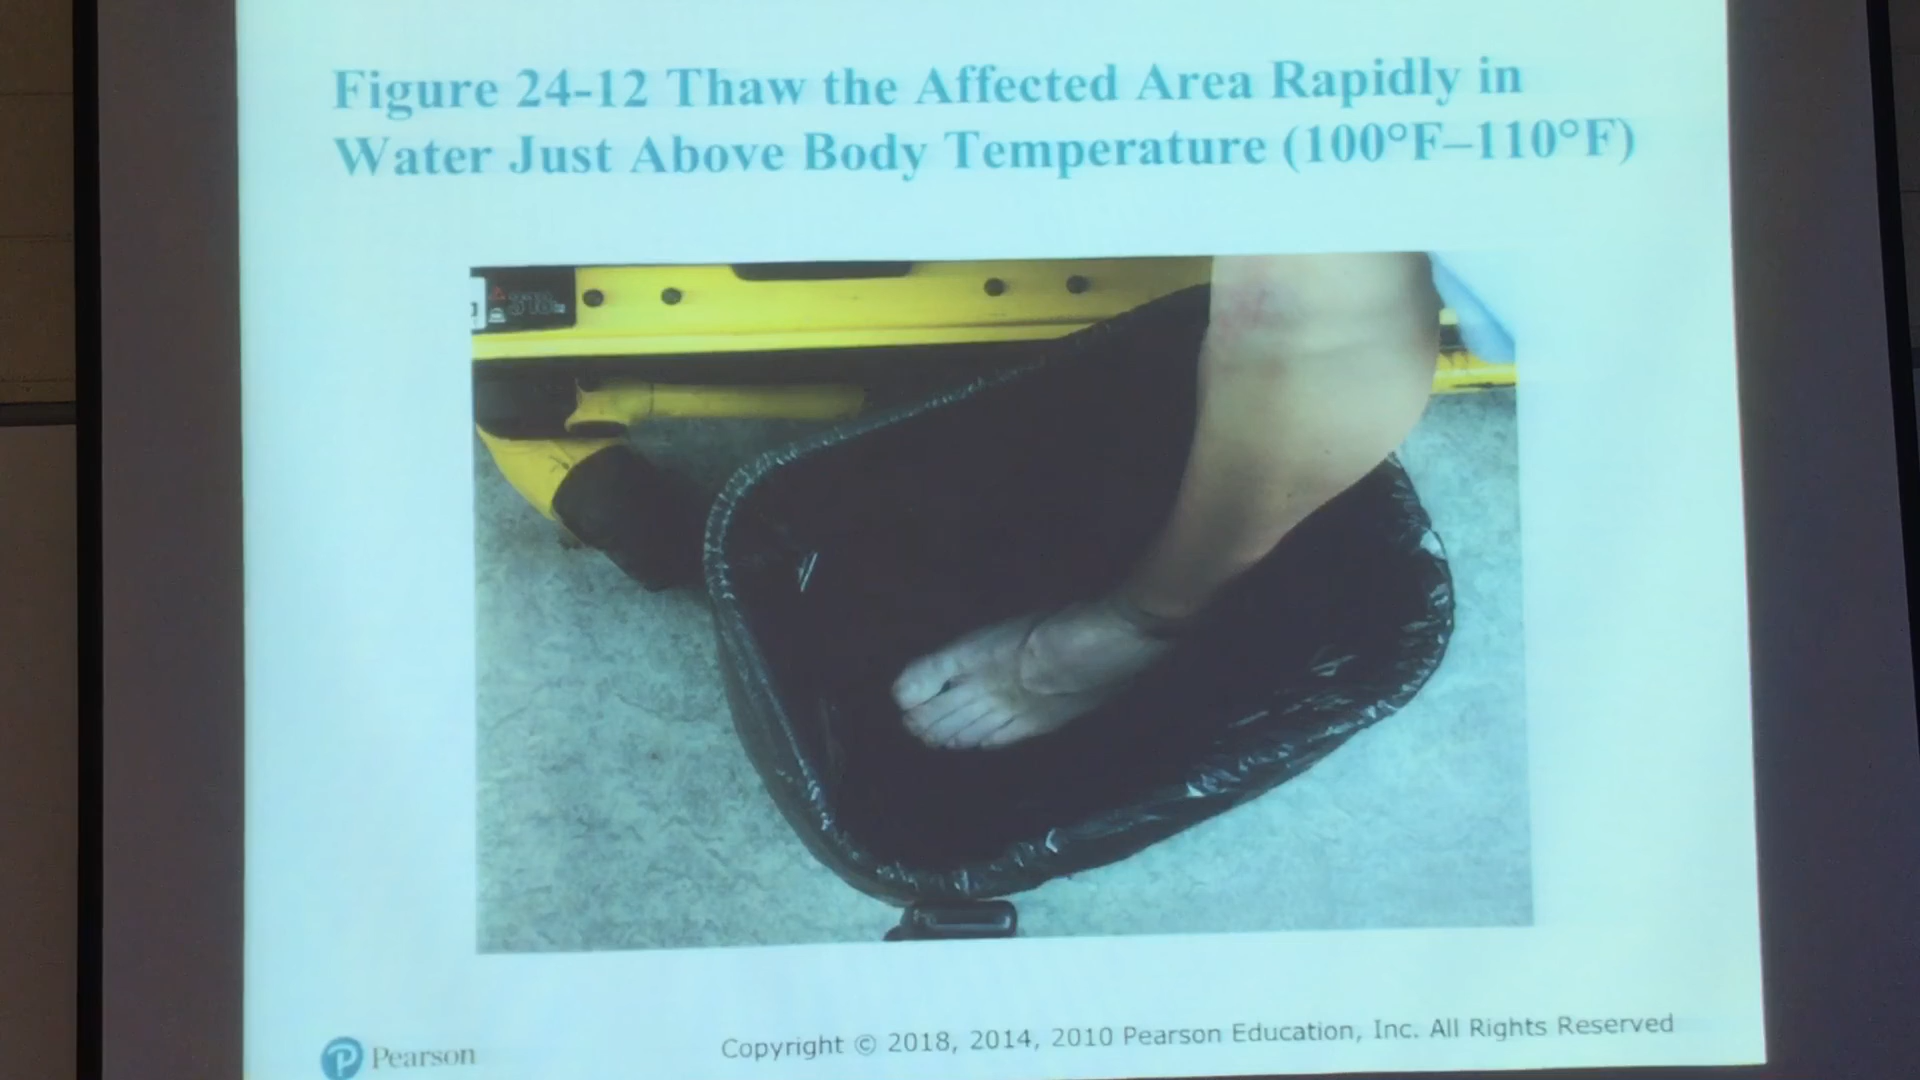 Figure 24-12 Thaw the Affected Area Rapidly in
Water Just Above Body Temperature (100°F–110°F)
318
Pearson
Copyright © 2018, 2014, 2010 Pearson Education, Inc. All Rights Reserved